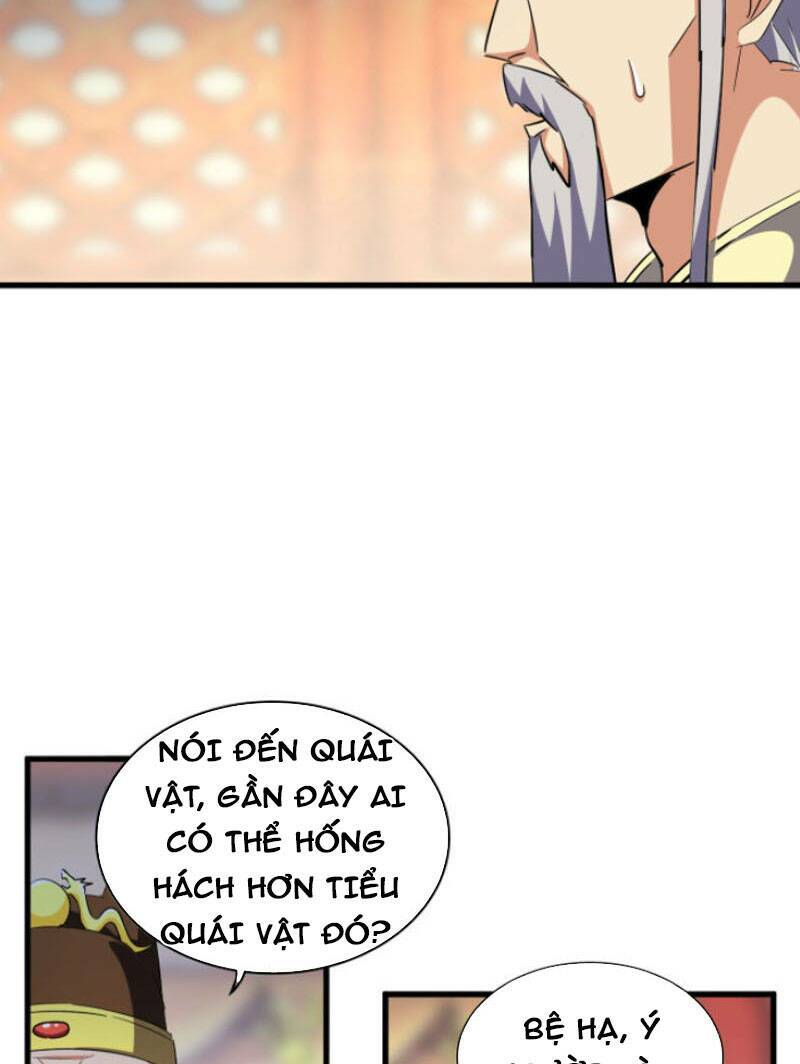 NÓI ĐẾN QUÁI
VẬT, GẦN ĐÂY AI
CÓ THỂ HỐNG
HÁCH HƠN TIỂU
QUÁI VẬT ĐÓ?
BỆ HẠ, Ý